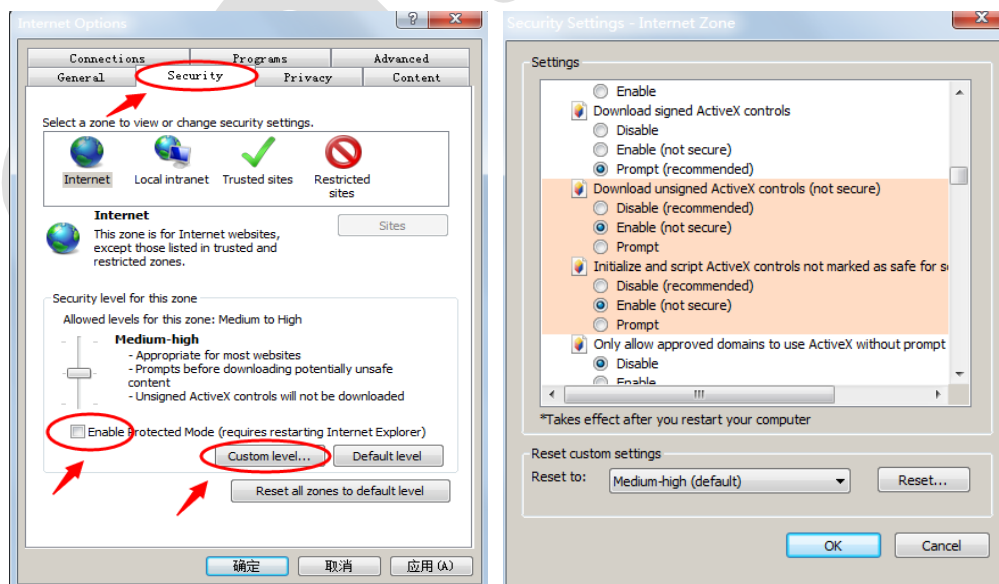 Internet Options
Connections Programs Advanced
General Security Privacy Content
Select a zone to view or change security settings.
Internet Local intranet Trusted sites Restricted
sites
Internet
This zone is for Internet websites,
except those listed in trusted and
restricted zones.
Sites
Security level for this zone
Allowed levels for this zone: Medium to High
Medium-high
- Appropriate for most websites
- Prompts before downloading potentially unsafe
content
- Unsigned ActiveX controls will not be downloaded
Enable Protected Mode (requires restarting Internet Explorer)
Custom level... Default level
Reset all zones to default level
确定 取消 应用(A)
Security Settings - Internet Zone
Settings
Enable
Download signed ActiveX controls
Disable
Enable (not secure)
Prompt (recommended)
Download unsigned ActiveX controls (not secure)
Disable (recommended)
Enable (not secure)
Prompt
Initialize and script ActiveX controls not marked as safe for s
Disable (recommended)
Enable (not secure)
Prompt
Only allow approved domains to use ActiveX without prompt
Disable
Enable
*Takes effect after you restart your computer
Reset custom settings
Reset to: Medium-high (default) Reset...
OK Cancel